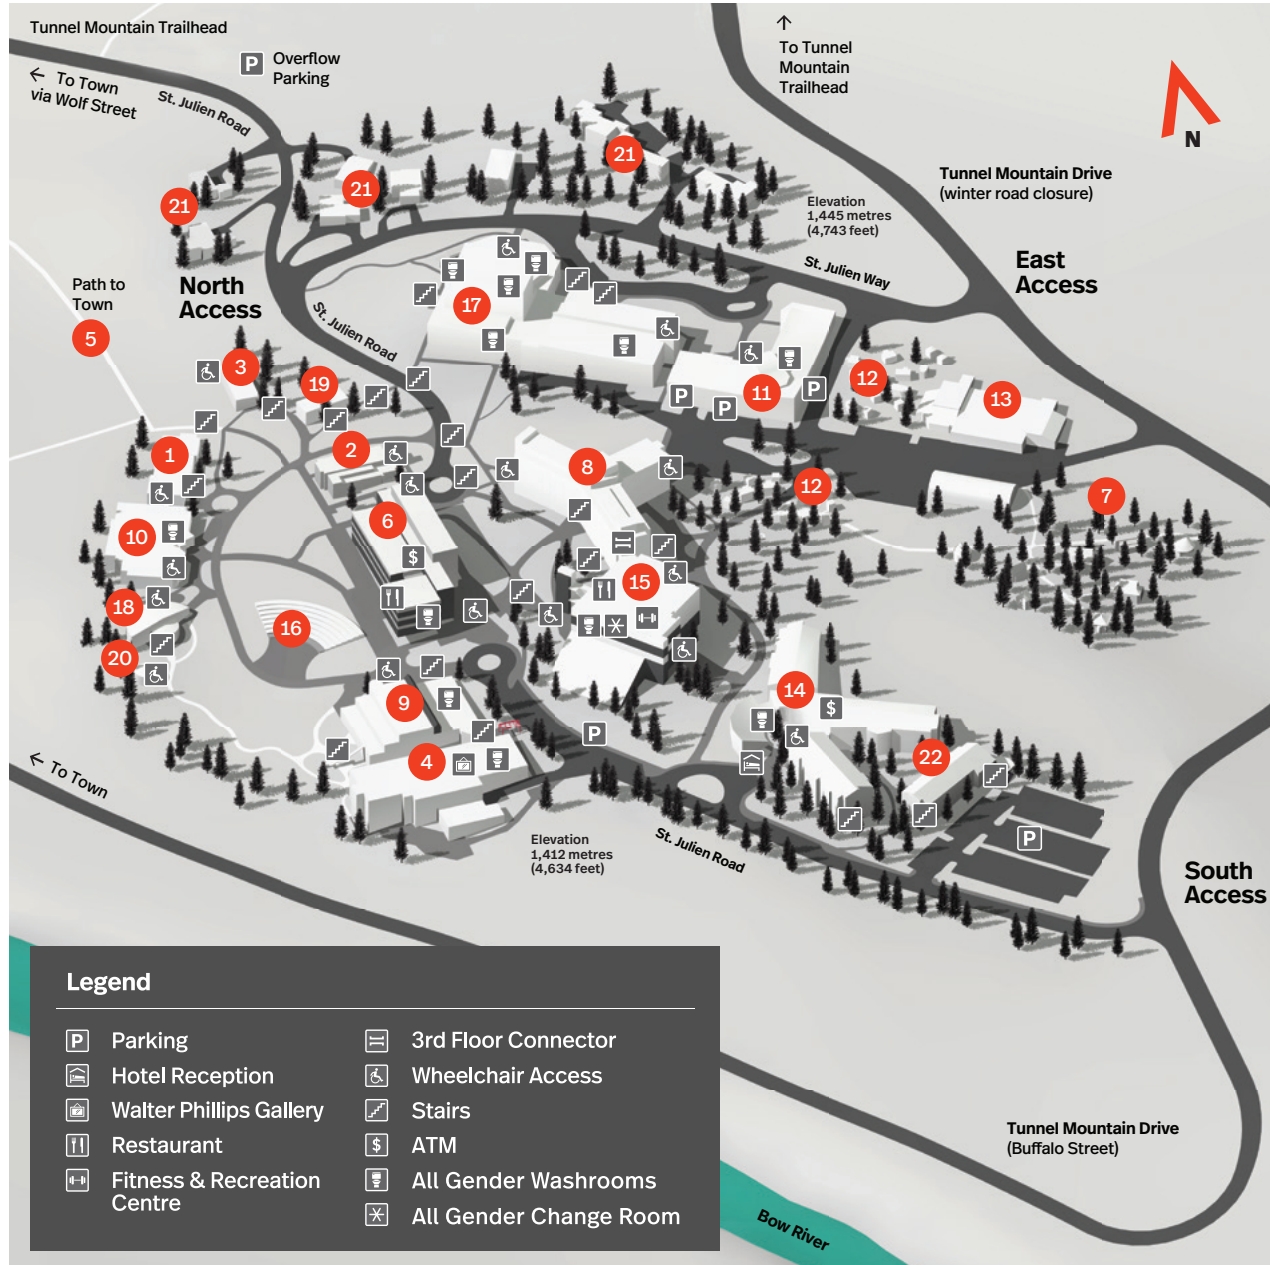 Tunnel Mountain Trailhead
← To Town
via Wolf Street
St. Julien Road
P Overflow
Parking
↑
To Tunnel
Mountain
Trailhead
N
Tunnel Mountain Drive
(winter road closure)
Elevation
1,445 metres
(4,743 feet)
East
Access
St. Julien Way
21
21
21
North
Access
Path to
Town
5
St. Julien Road
17
3
19
11
P
P
P
12
13
1
2
8
12
7
6
10
$
15
18
16
20
9
14
$
4
P
22
P
← To Town
Elevation
1,412 metres
(4,634 feet)
St. Julien Road
South
Access
Legend
P Parking
Hotel Reception
Walter Phillips Gallery
Restaurant
Fitness & Recreation
Centre
3rd Floor Connector
Wheelchair Access
Stairs
$ ATM
All Gender Washrooms
All Gender Change Room
Tunnel Mountain Drive
(Buffalo Street)
Bow River